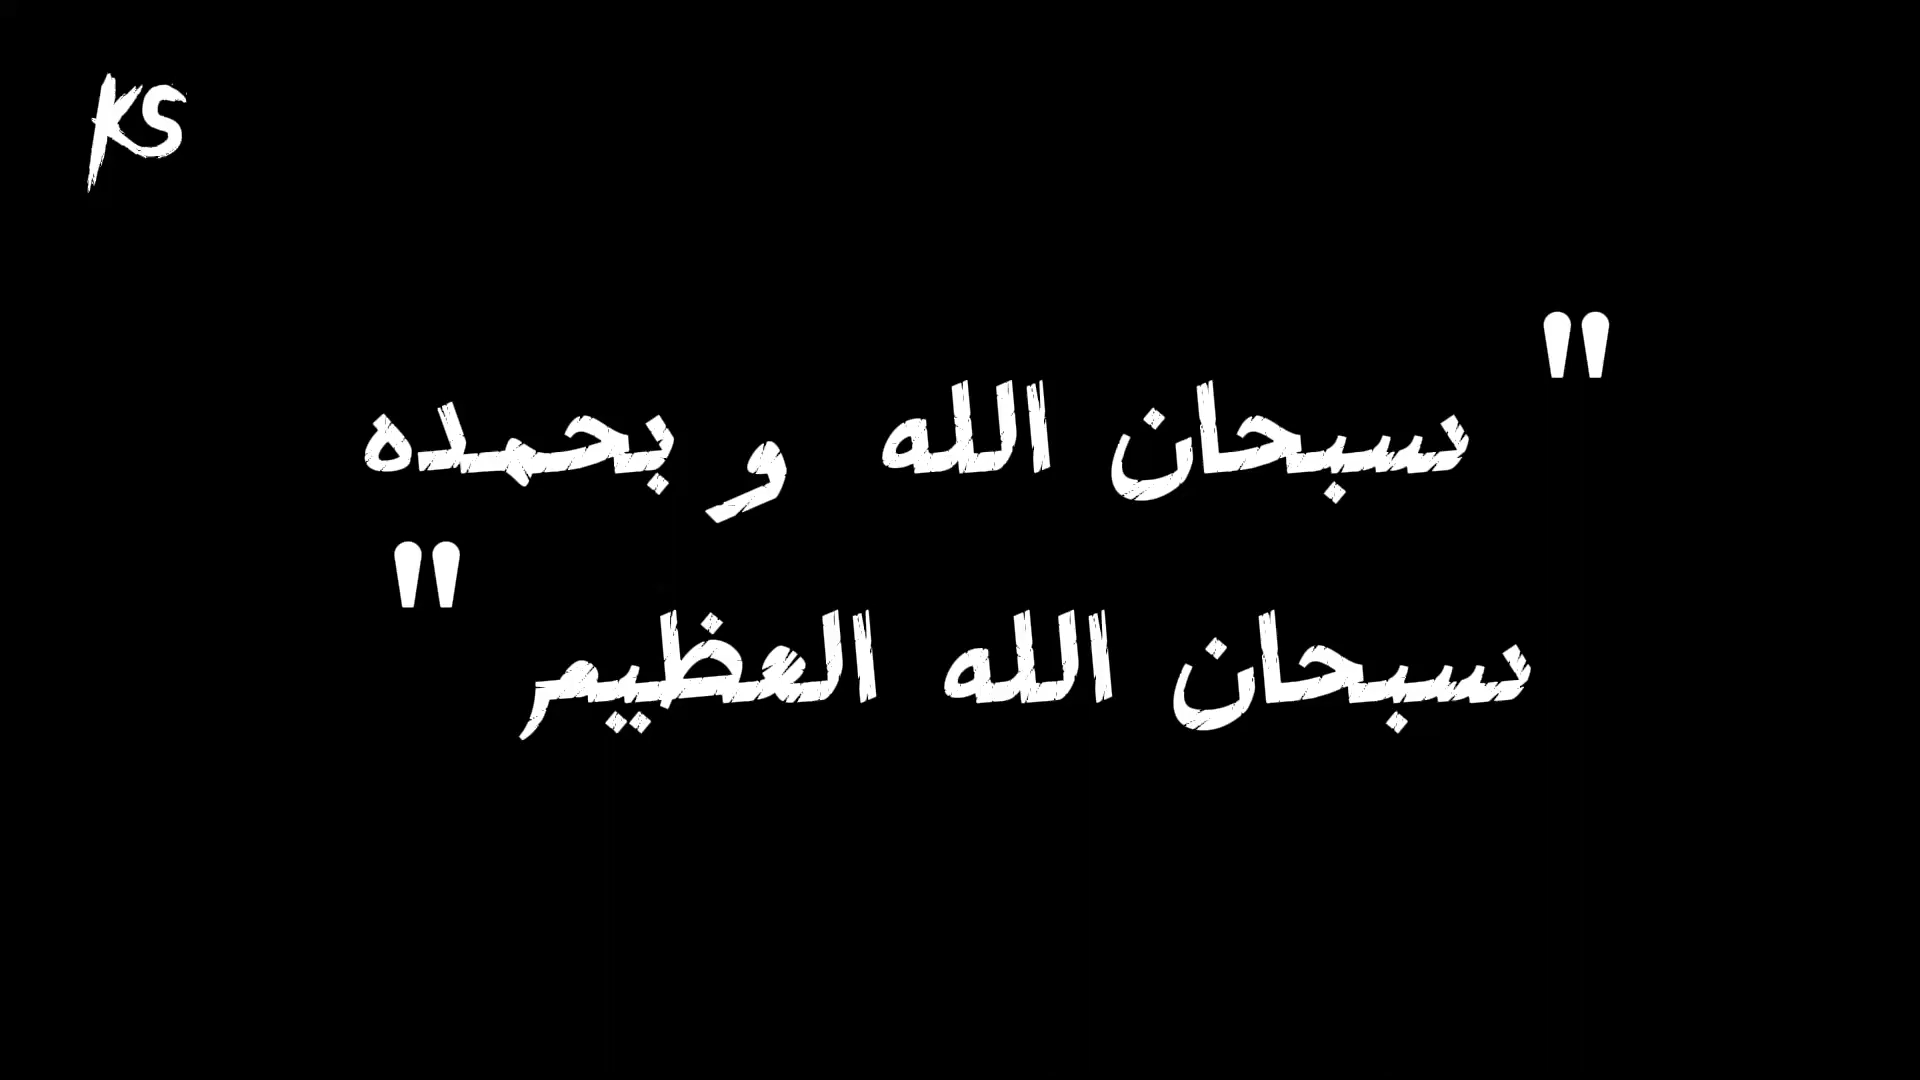 KS
" سبحان الله و بحمده
سبحان الله العظيم "